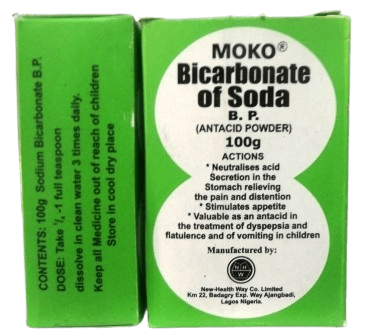 CONTENTS: 100g Sodium Bicarbonate B.P.
DOSE: Take -1 full teaspoon
dissolve in clean water 3 times daily.
Keep all Medicine out of reach of children
Store in cool dry place
MOKO®
Bicarbonate
of Soda
B. P.
(ANTACID POWDER)
100g
ACTIONS
* Neutralises acid
Secretion in the
Stomach relieving
the pain and distention
* Stimulates appetite
* Valuable as an antacid in
the treatment of dyspepsia and
flatulence and of vomiting in children
Manufactured by:
N H
W
New-Health Way Co. Limited
Km 22, Badagry Exp. Way Ajangbadi,
Lagos Nigeria.